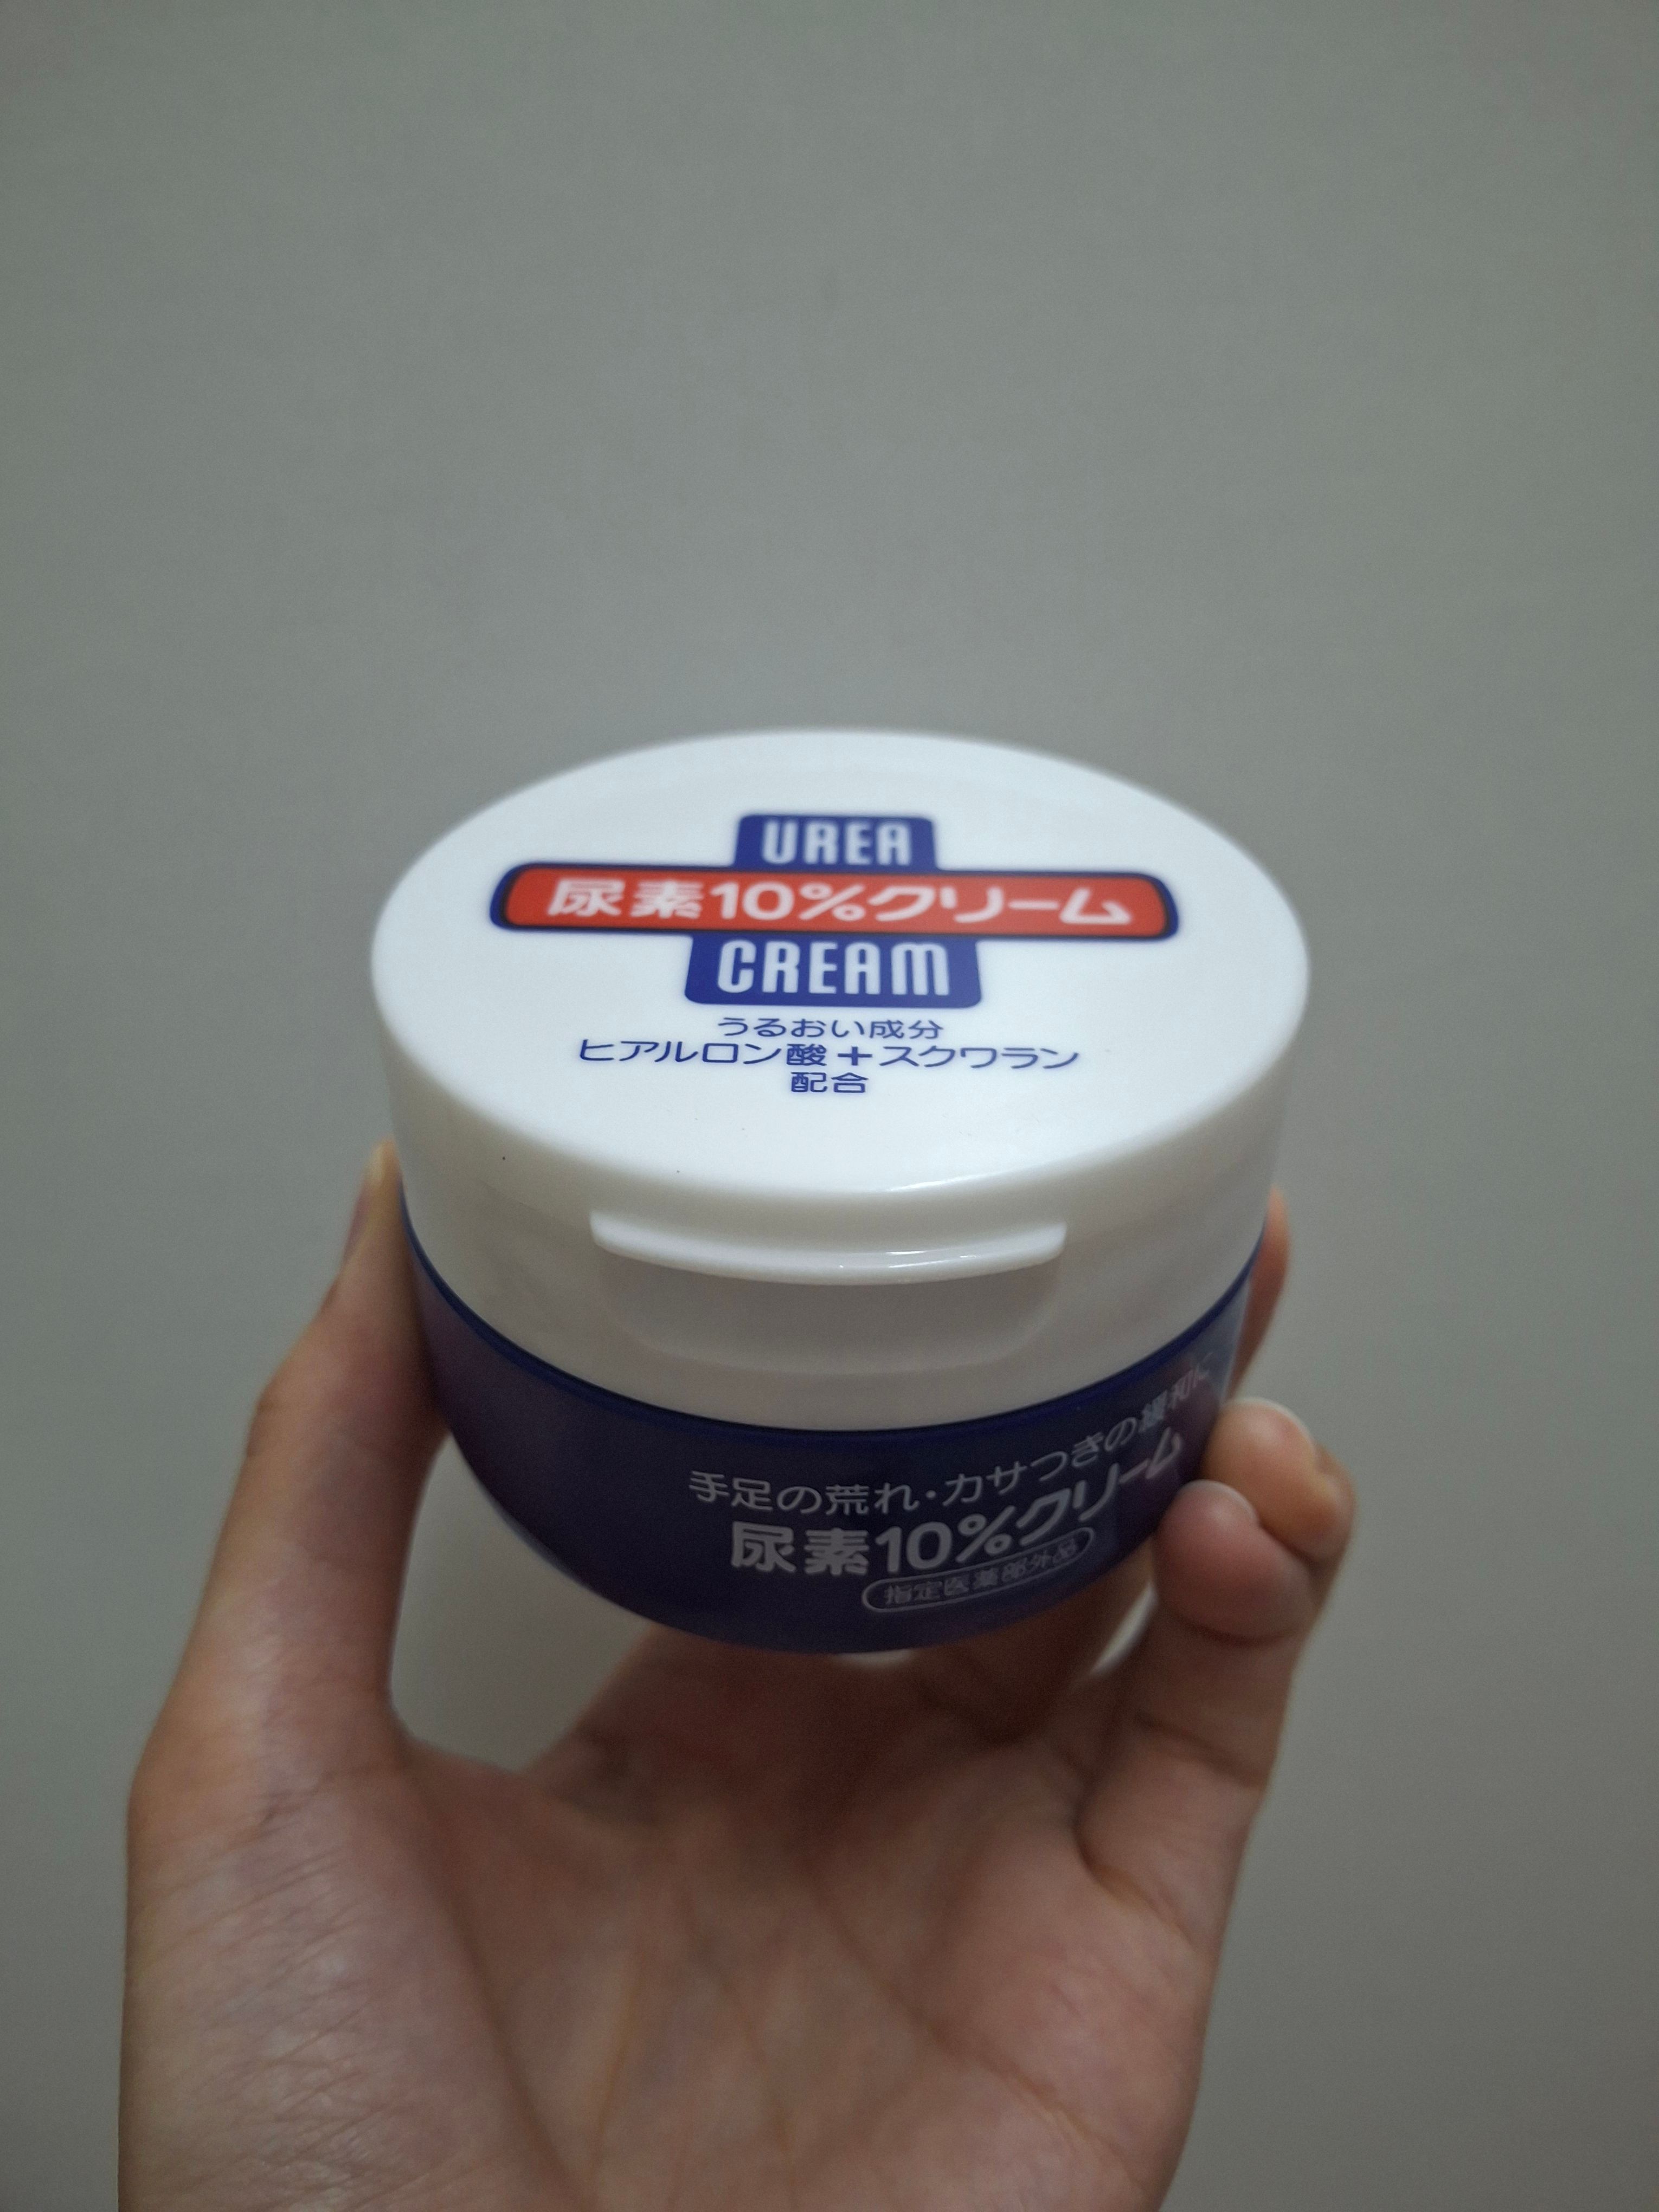 UREA
尿素10%クリーム
CREAM
うるおい成分
ヒアルロン酸+スクワラン
配合
手足の荒れ・カサつきの緩和に
尿素10%クリーム
指定医薬部外品